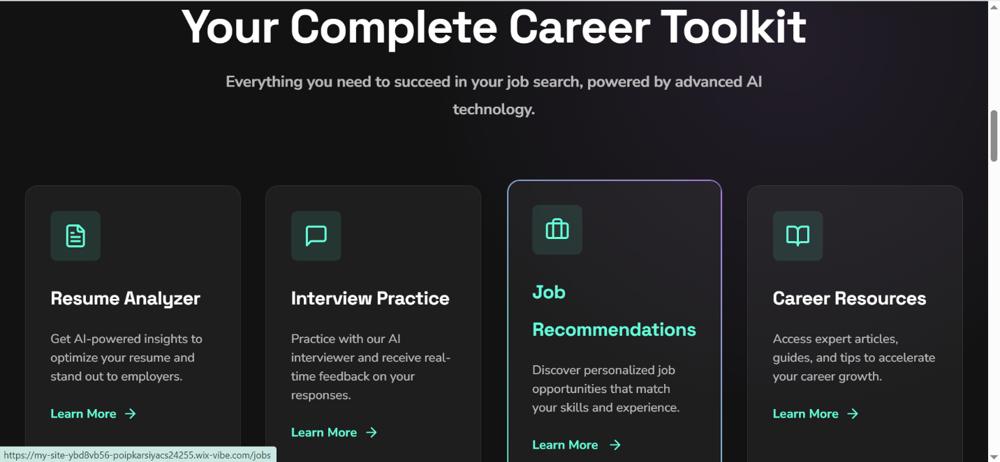 Your Complete Career Toolkit
Everything you need to succeed in your job search, powered by advanced AI
technology.
Resume Analyzer
Get AI-powered insights to
optimize your resume and
stand out to employers.
Learn More
Interview Practice
Practice with our AI
interviewer and receive real-
time feedback on your
responses.
Learn More
Job
Recommendations
Discover personalized job
opportunities that match
your skills and experience.
Learn More
Career Resources
Access expert articles,
guides, and tips to accelerate
your career growth.
Learn More
https://my-site-ybd8vb56-poipkarsiyacs24255.wix-vibe.com/jobs